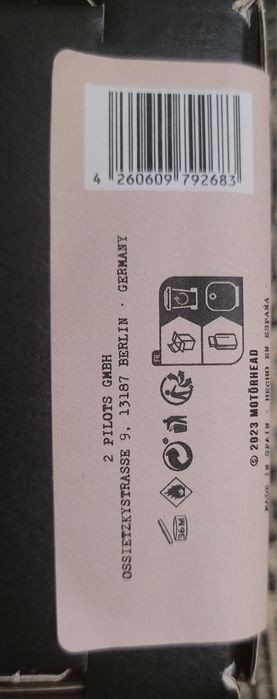 4 260609 792683
2 PILOTS GMBH
OSSIETZKYSTRASSE 9, 13187 BERLIN · GERMANY
FR
36M
© 2023 MOTÖRHEAD
MADE IN SPAIN · HECHO EN ESPAÑA ·